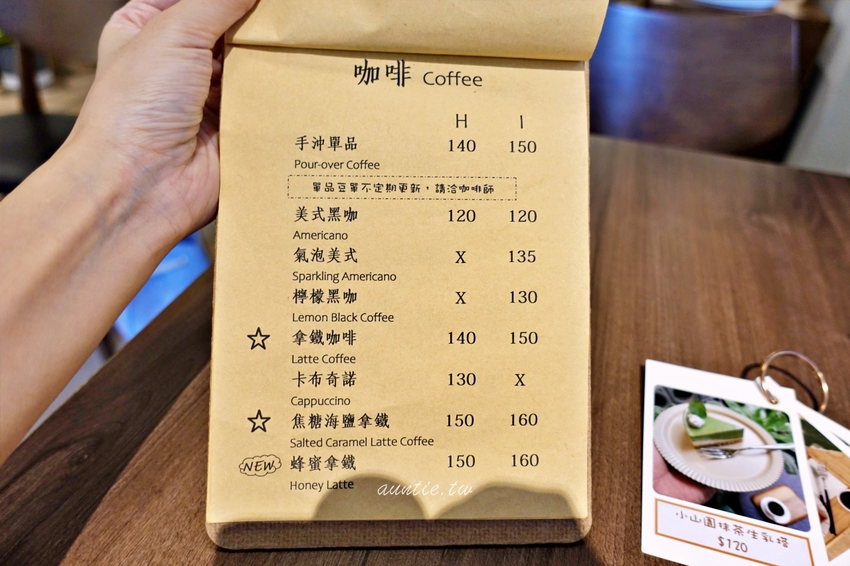 咖啡 Coffee
H I
手沖單品 140 150
Pour-over Coffee
單品豆單不定期更新，請洽咖啡師
美式黑咖 120 120
Americano
氣泡美式 X 135
Sparkling Americano
檸檬黑咖 X 130
Lemon Black Coffee
☆ 拿鐵咖啡 140 150
Latte Coffee
卡布奇諾 130 X
Cappuccino
☆ 焦糖海鹽拿鐵 150 160
Salted Caramel Latte Coffee
NEW 蜂蜜拿鐵 150 160
Honey Latte
auntie.tw
小山園抹茶生乳塔
$120